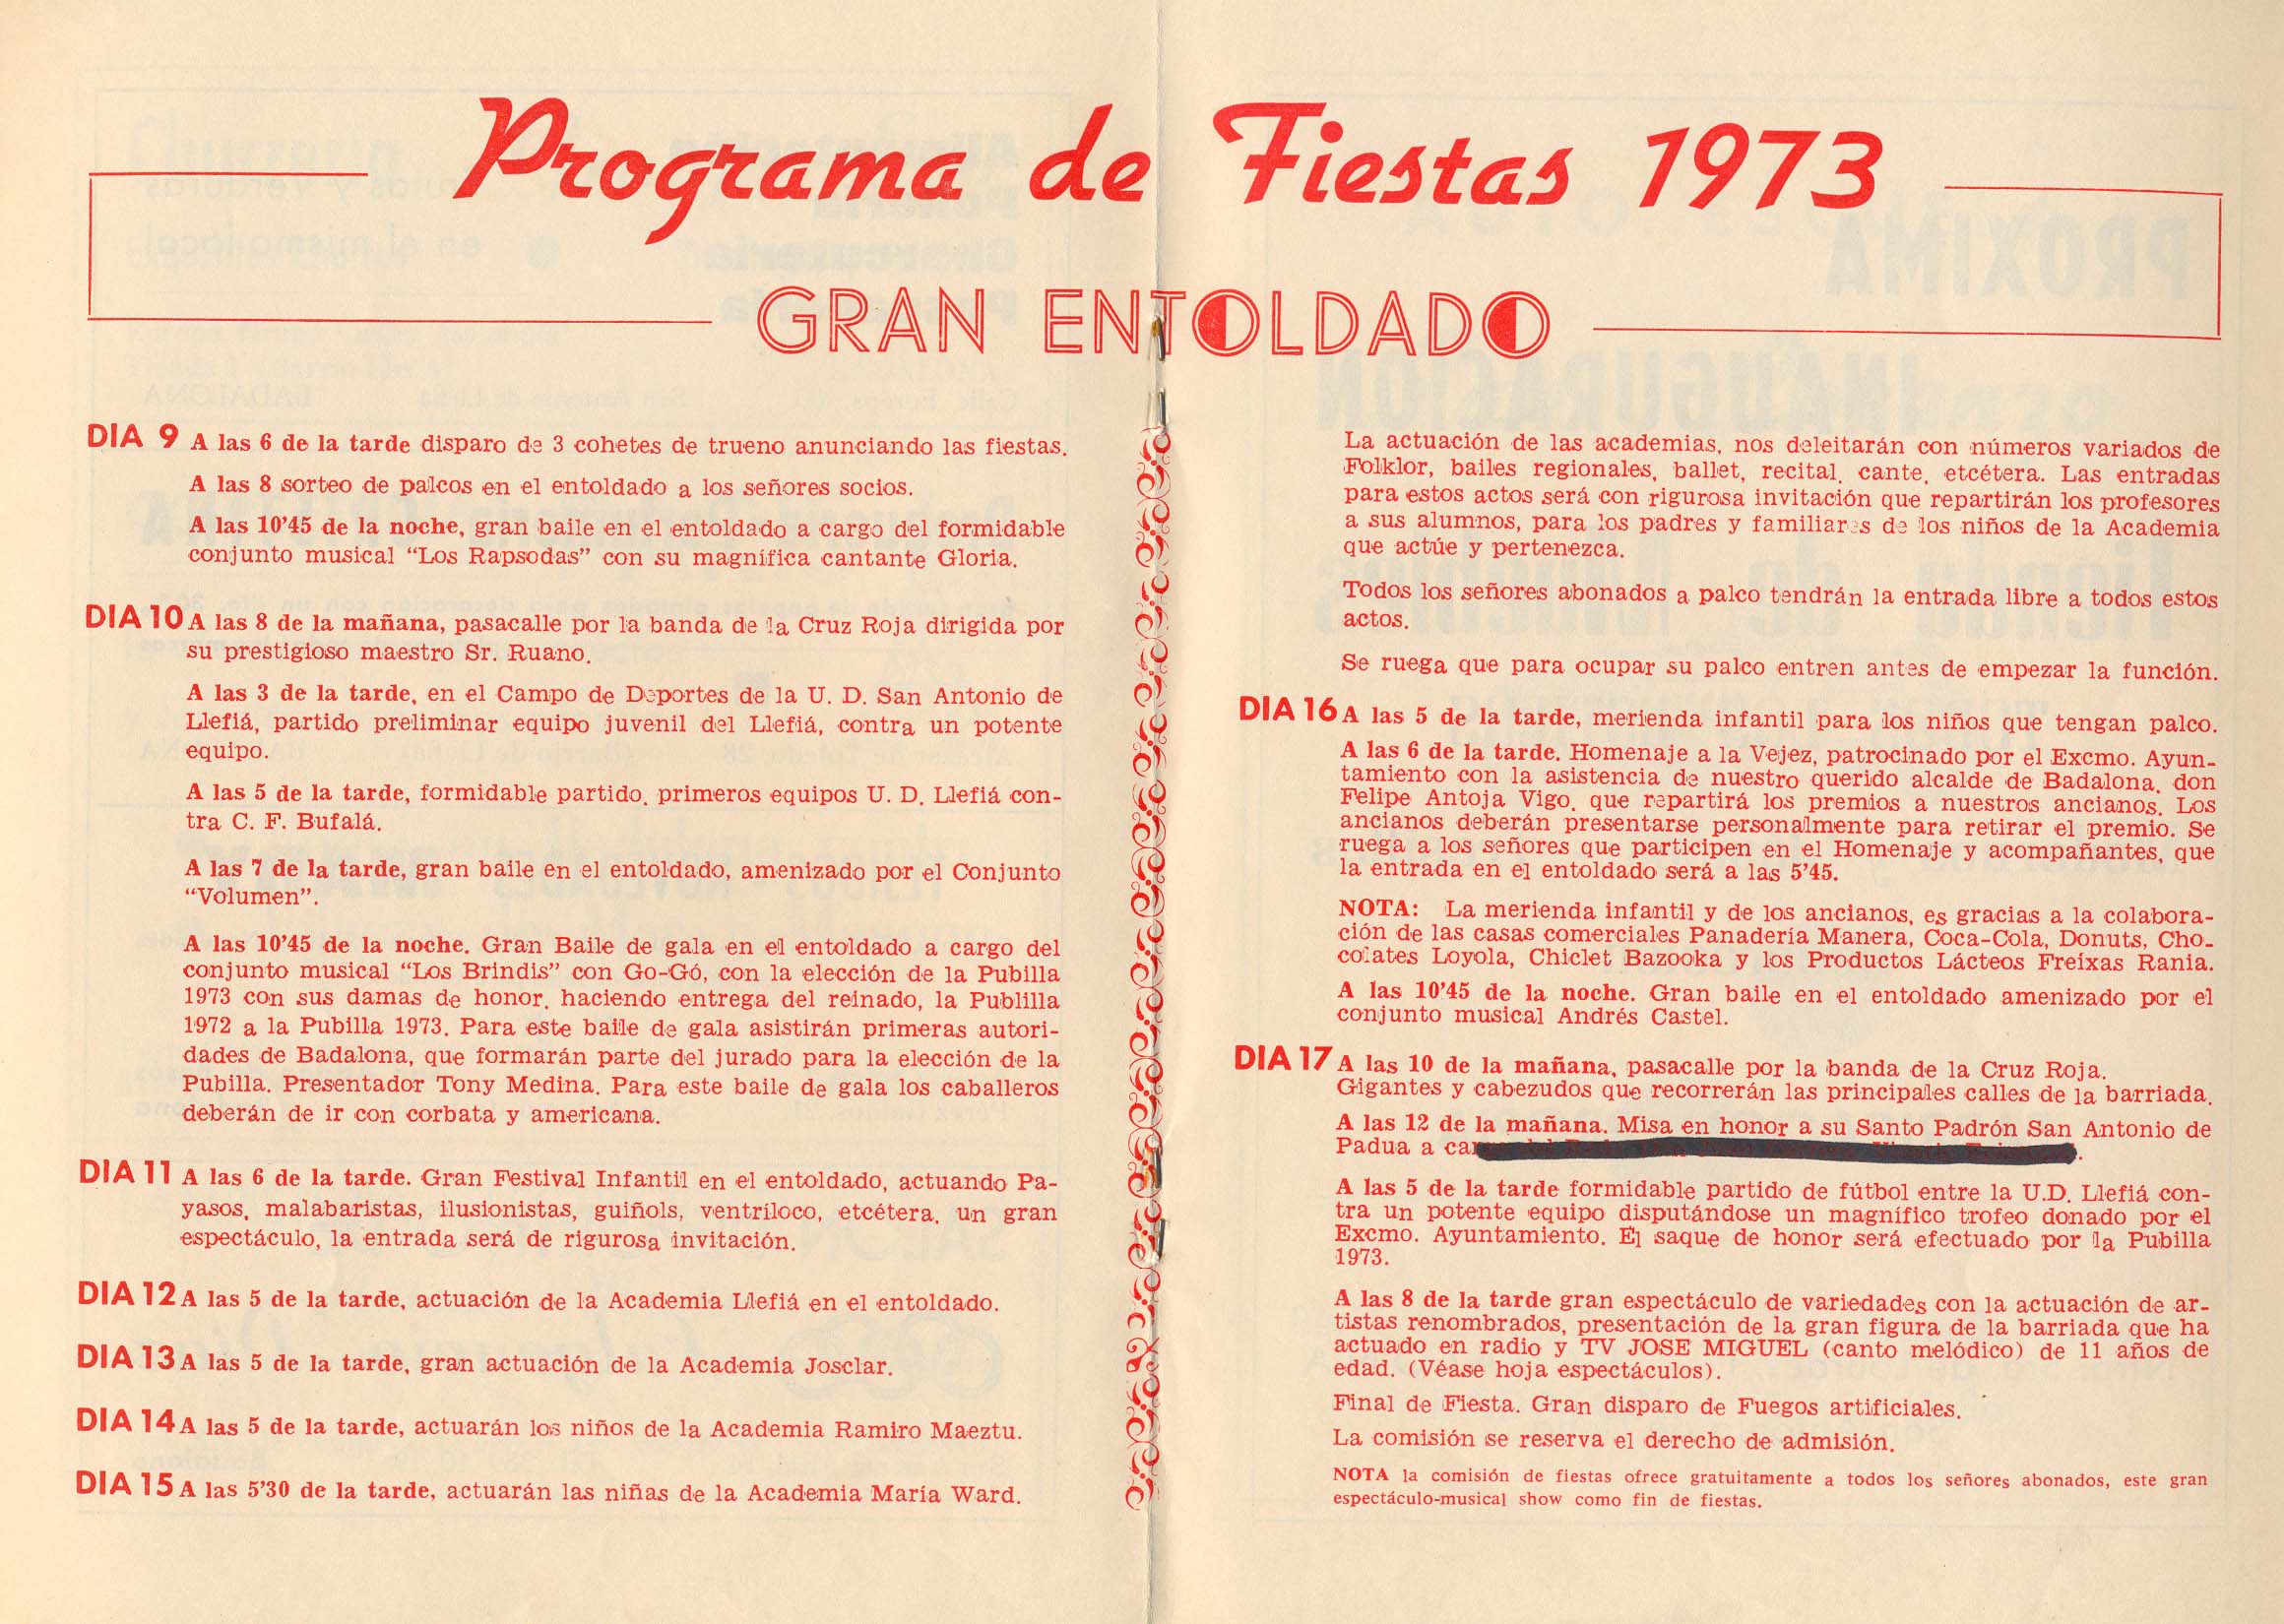 Programa de Fiestas 1973
GRAN ENTOLDADO
DIA 9 A las 6 de la tarde disparo de 3 cohetes de trueno anunciando las fiestas.
A las 8 sorteo de palcos en el entoldado a los señores socios.
A las 10'45 de la noche, gran baile en el entoldado a cargo del formidable
conjunto musical “Los Rapsodas” con su magnífica cantante Gloria.
DIA 10 A las 8 de la mañana, pasacalle por la banda de la Cruz Roja dirigida por
su prestigioso maestro Sr. Ruano.
A las 3 de la tarde, en el Campo de Deportes de la U. D. San Antonio de
Llefiá, partido preliminar equipo juvenil del Llefiá, contra un potente
equipo.
A las 5 de la tarde, formidable partido, primeros equipos U. D. Llefiá con-
tra C. F. Bufalá.
A las 7 de la tarde, gran baile en el entoldado, amenizado por el Conjunto
“Volumen”.
A las 10'45 de la noche. Gran Baile de gala en el entoldado a cargo del
conjunto musical “Los Brindis” con Go-Gó, con la elección de la Pubilla
1973 con sus damas de honor, haciendo entrega del reinado, la Publilla
1972 a la Pubilla 1973. Para este baile de gala asistirán primeras autori-
dades de Badalona, que formarán parte del jurado para la elección de la
Pubilla. Presentador Tony Medina. Para este baile de gala los caballeros
deberán de ir con corbata y americana.
DIA 11 A las 6 de la tarde. Gran Festival Infantil en el entoldado, actuando Pa-
yasos, malabaristas, ilusionistas, guiñols, ventríloco, etcétera, un gran
espectáculo, la entrada será de rigurosa invitación.
DIA 12 A las 5 de la tarde, actuación de la Academia Llefiá en el entoldado.
DIA 13 A las 5 de la tarde, gran actuación de la Academia Josclar.
DIA 14 A las 5 de la tarde, actuarán los niños de la Academia Ramiro Maeztu.
DIA 15 A las 5'30 de la tarde, actuarán las niñas de la Academia María Ward.
La actuación de las academias, nos deleitarán con números variados de
Folklor, bailes regionales, ballet, recital, cante, etcétera. Las entradas
para estos actos será con rigurosa invitación que repartirán los profesores
a sus alumnos, para los padres y familiares de los niños de la Academia
que actúe y pertenezca.
Todos los señores abonados a palco tendrán la entrada libre a todos estos
actos.
Se ruega que para ocupar su palco entren antes de empezar la función.
DIA 16 A las 5 de la tarde, merienda infantil para los niños que tengan palco.
A las 6 de la tarde. Homenaje a la Vejez, patrocinado por el Excmo. Ayun-
tamiento con la asistencia de nuestro querido alcalde de Badalona, don
Felipe Antoja Vigo, que repartirá los premios a nuestros ancianos. Los
ancianos deberán presentarse personalmente para retirar el premio. Se
ruega a los señores que participen en el Homenaje y acompañantes, que
la entrada en el entoldado será a las 5'45.
NOTA: La merienda infantil y de los ancianos, es gracias a la colabora-
ción de las casas comerciales Panadería Manera, Coca-Cola, Donuts, Cho-
colates Loyola, Chiclet Bazooka y los Productos Lácteos Freixas Rania.
A las 10'45 de la noche. Gran baile en el entoldado amenizado por el
conjunto musical Andrés Castel.
DIA 17 A las 10 de la mañana, pasacalle por la banda de la Cruz Roja.
Gigantes y cabezudos que recorrerán las principales calles de la barriada.
A las 12 de la mañana. Misa en honor a su Santo Padrón San Antonio de
Padua a
A las 5 de la tarde formidable partido de fútbol entre la U.D. Llefiá con-
tra un potente equipo disputándose un magnífico trofeo donado por el
Excmo. Ayuntamiento. El saque de honor será efectuado por la Pubilla
1973.
A las 8 de la tarde gran espectáculo de variedades con la actuación de ar-
tistas renombrados, presentación de la gran figura de la barriada que ha
actuado en radio y TV JOSE MIGUEL (canto melódico) de 11 años de
edad. (Véase hoja espectáculos).
Final de Fiesta. Gran disparo de Fuegos artificiales.
La comisión se reserva el derecho de admisión.
NOTA la comisión de fiestas ofrece gratuitamente a todos los señores abonados, este gran
espectáculo-musical show como fin de fiestas.